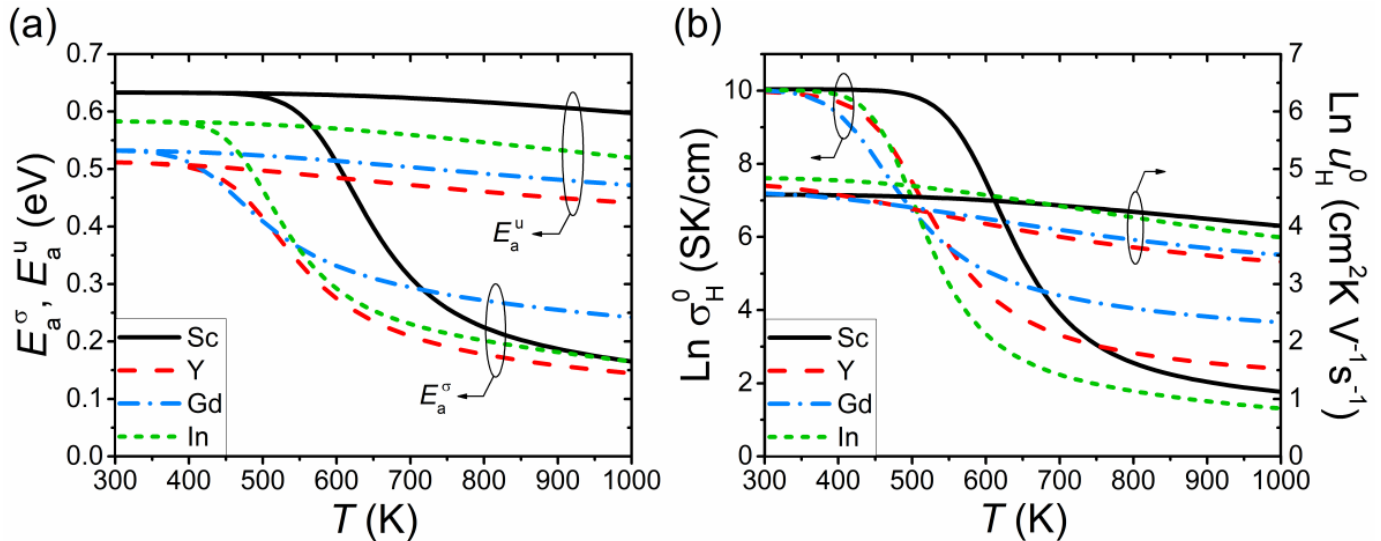 (a)
0.7
0.6
0.5
0.4
0.3
0.2
0.1
0.0
300 400 500 600 700 800 900 1000
T (K)
E_a^σ, E_a^u (eV)
E_a^u
E_a^σ
Sc
Y
Gd
In
(b)
10
8
6
4
2
0
7
6
5
4
3
2
1
0
300 400 500 600 700 800 900 1000
T (K)
Ln σ_H^0 (SK/cm)
Ln u_H^0 (cm²K V⁻¹s⁻¹)
Sc
Y
Gd
In